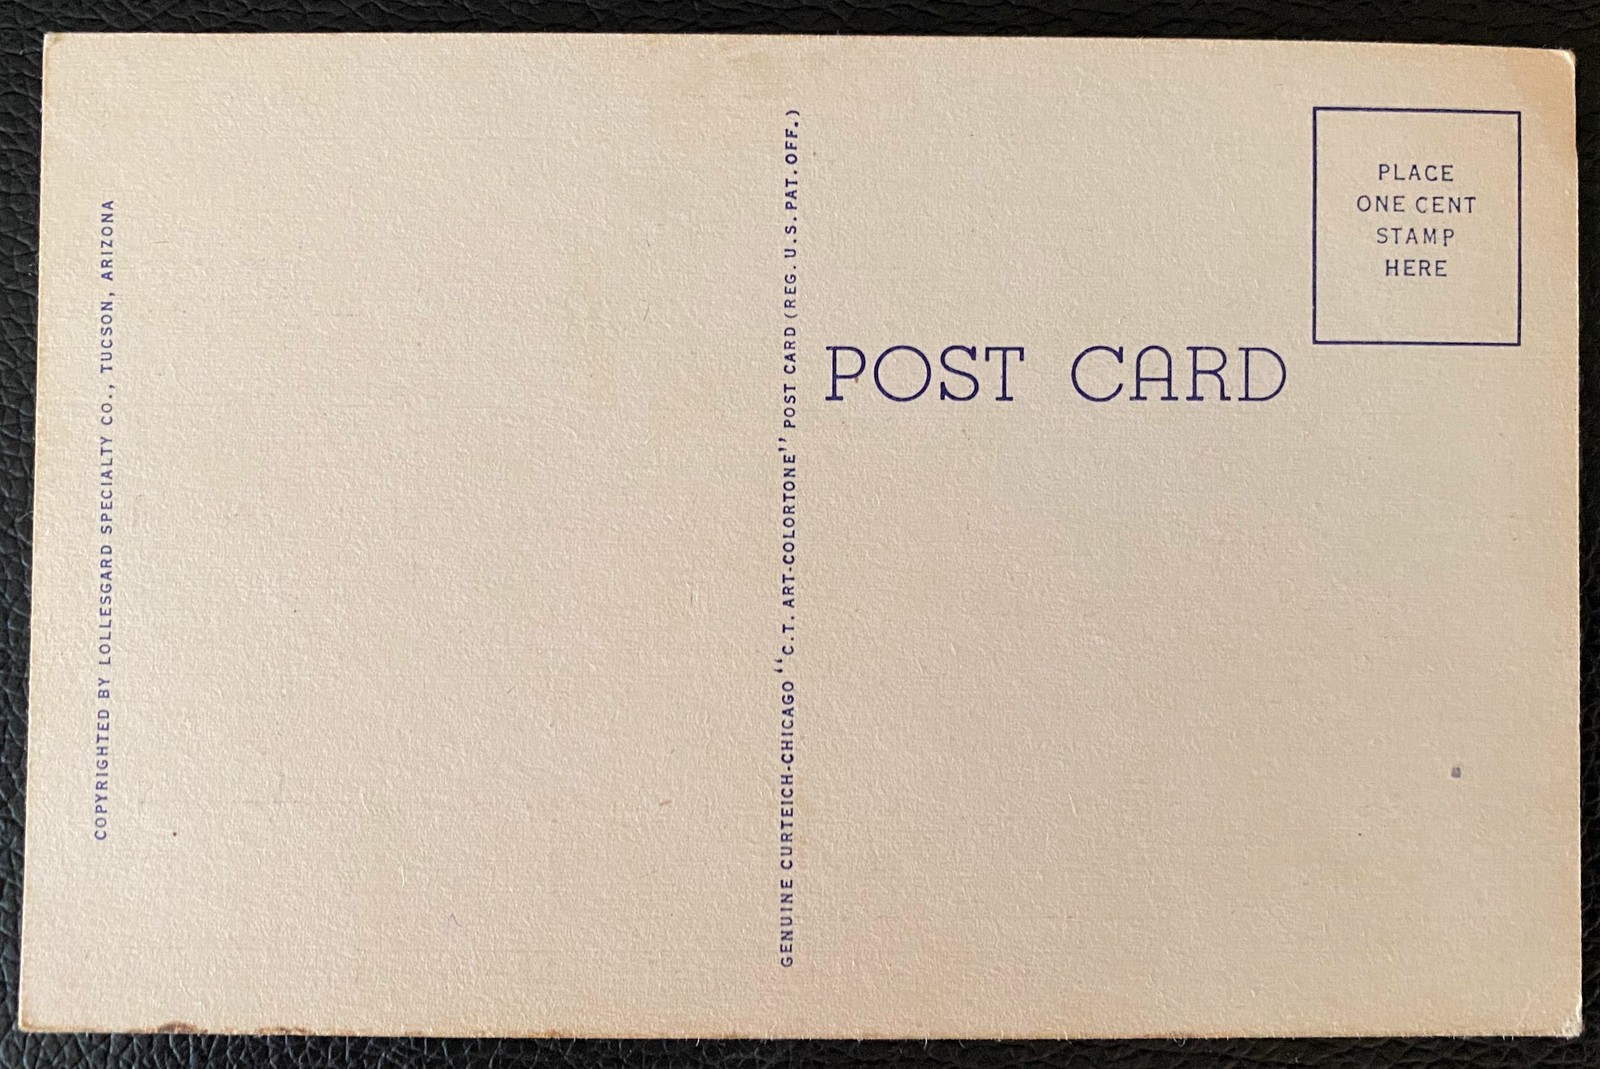 COPYRIGHTED BY LOLLESGARD SPECIALTY CO., TUCSON, ARIZONA
GENUINE CURTEICH-CHICAGO "C.T. ART-COLORTONE" POST CARD (REG. U.S. PAT. OFF.)
POST CARD
PLACE
ONE CENT
STAMP
HERE